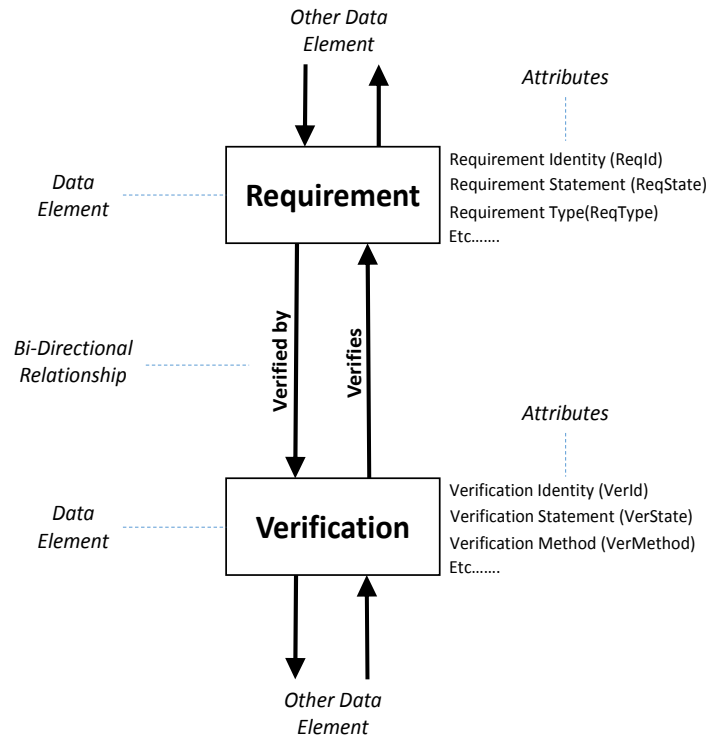 Other Data
Element
Attributes
Requirement
Data
Element
Requirement Identity (ReqId)
Requirement Statement (ReqState)
Requirement Type(ReqType)
Etc.......
Verified by
Verifies
Bi-Directional
Relationship
Attributes
Verification
Data
Element
Verification Identity (VerId)
Verification Statement (VerState)
Verification Method (VerMethod)
Etc.......
Other Data
Element